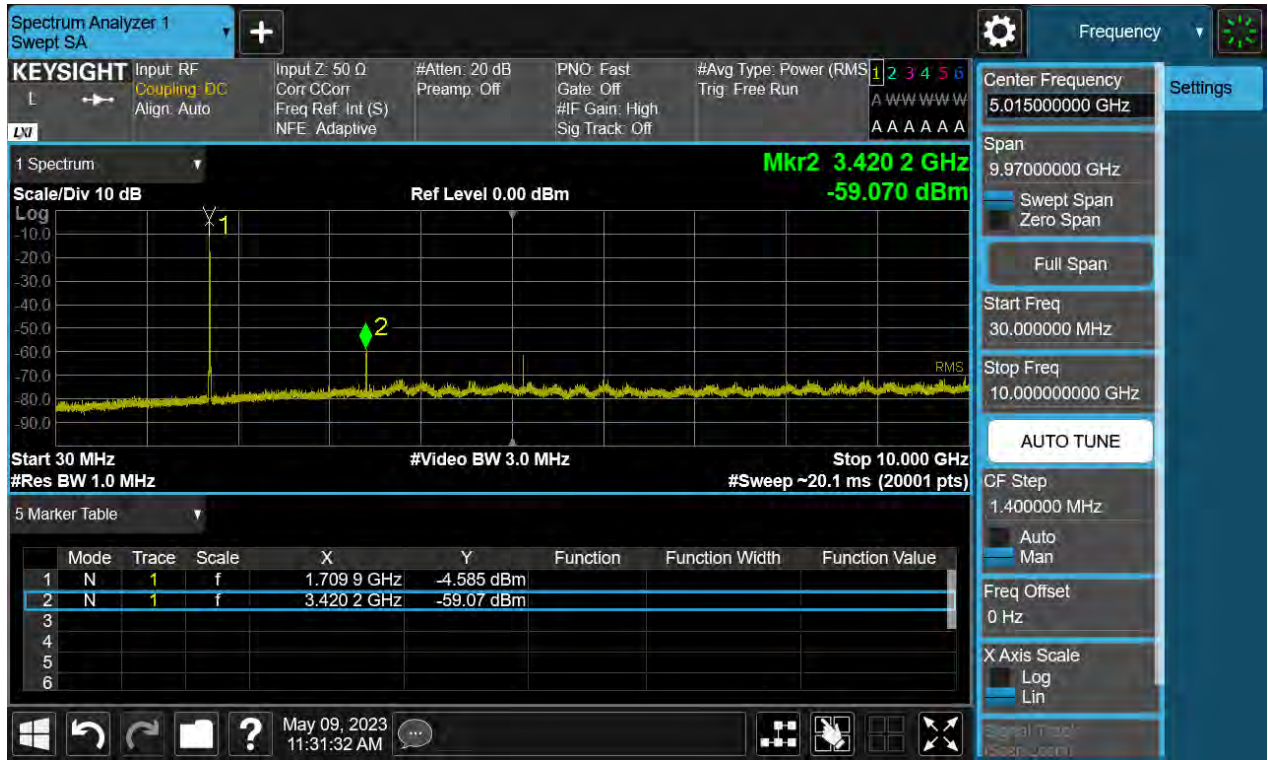 Spectrum Analyzer 1
Swept SA
Frequency
KEYSIGHT
L
LXI
Input: RF
Coupling: DC
Align: Auto
Input Z: 50 Ω
Corr CCorr
Freq Ref: Int (S)
NFE: Adaptive
#Atten: 20 dB
Preamp: Off
PNO: Fast
Gate: Off
#IF Gain: High
Sig Track: Off
#Avg Type: Power (RMS
Trig: Free Run
1 2 3 4 5 6
A W W W W W
A A A A A A
1 Spectrum
Scale/Div 10 dB
Log
Ref Level 0.00 dBm
Mkr2 3.420 2 GHz
-59.070 dBm
-10.0
-20.0
-30.0
-40.0
-50.0
-60.0
-70.0
-80.0
-90.0
1
2
RMS
Start 30 MHz
#Video BW 3.0 MHz
Stop 10.000 GHz
#Res BW 1.0 MHz
#Sweep ~20.1 ms (20001 pts)
5 Marker Table
Mode Trace Scale X Y Function Function Width Function Value
1 N 1 f 1.709 9 GHz -4.585 dBm
2 N 1 f 3.420 2 GHz -59.07 dBm
3
4
5
6
?
May 09, 2023
11:31:32 AM
Center Frequency
5.015000000 GHz
Settings
Span
9.97000000 GHz
Swept Span
Zero Span
Full Span
Start Freq
30.000000 MHz
Stop Freq
10.000000000 GHz
AUTO TUNE
CF Step
1.400000 MHz
Auto
Man
Freq Offset
0 Hz
X Axis Scale
Log
Lin
Signal Track